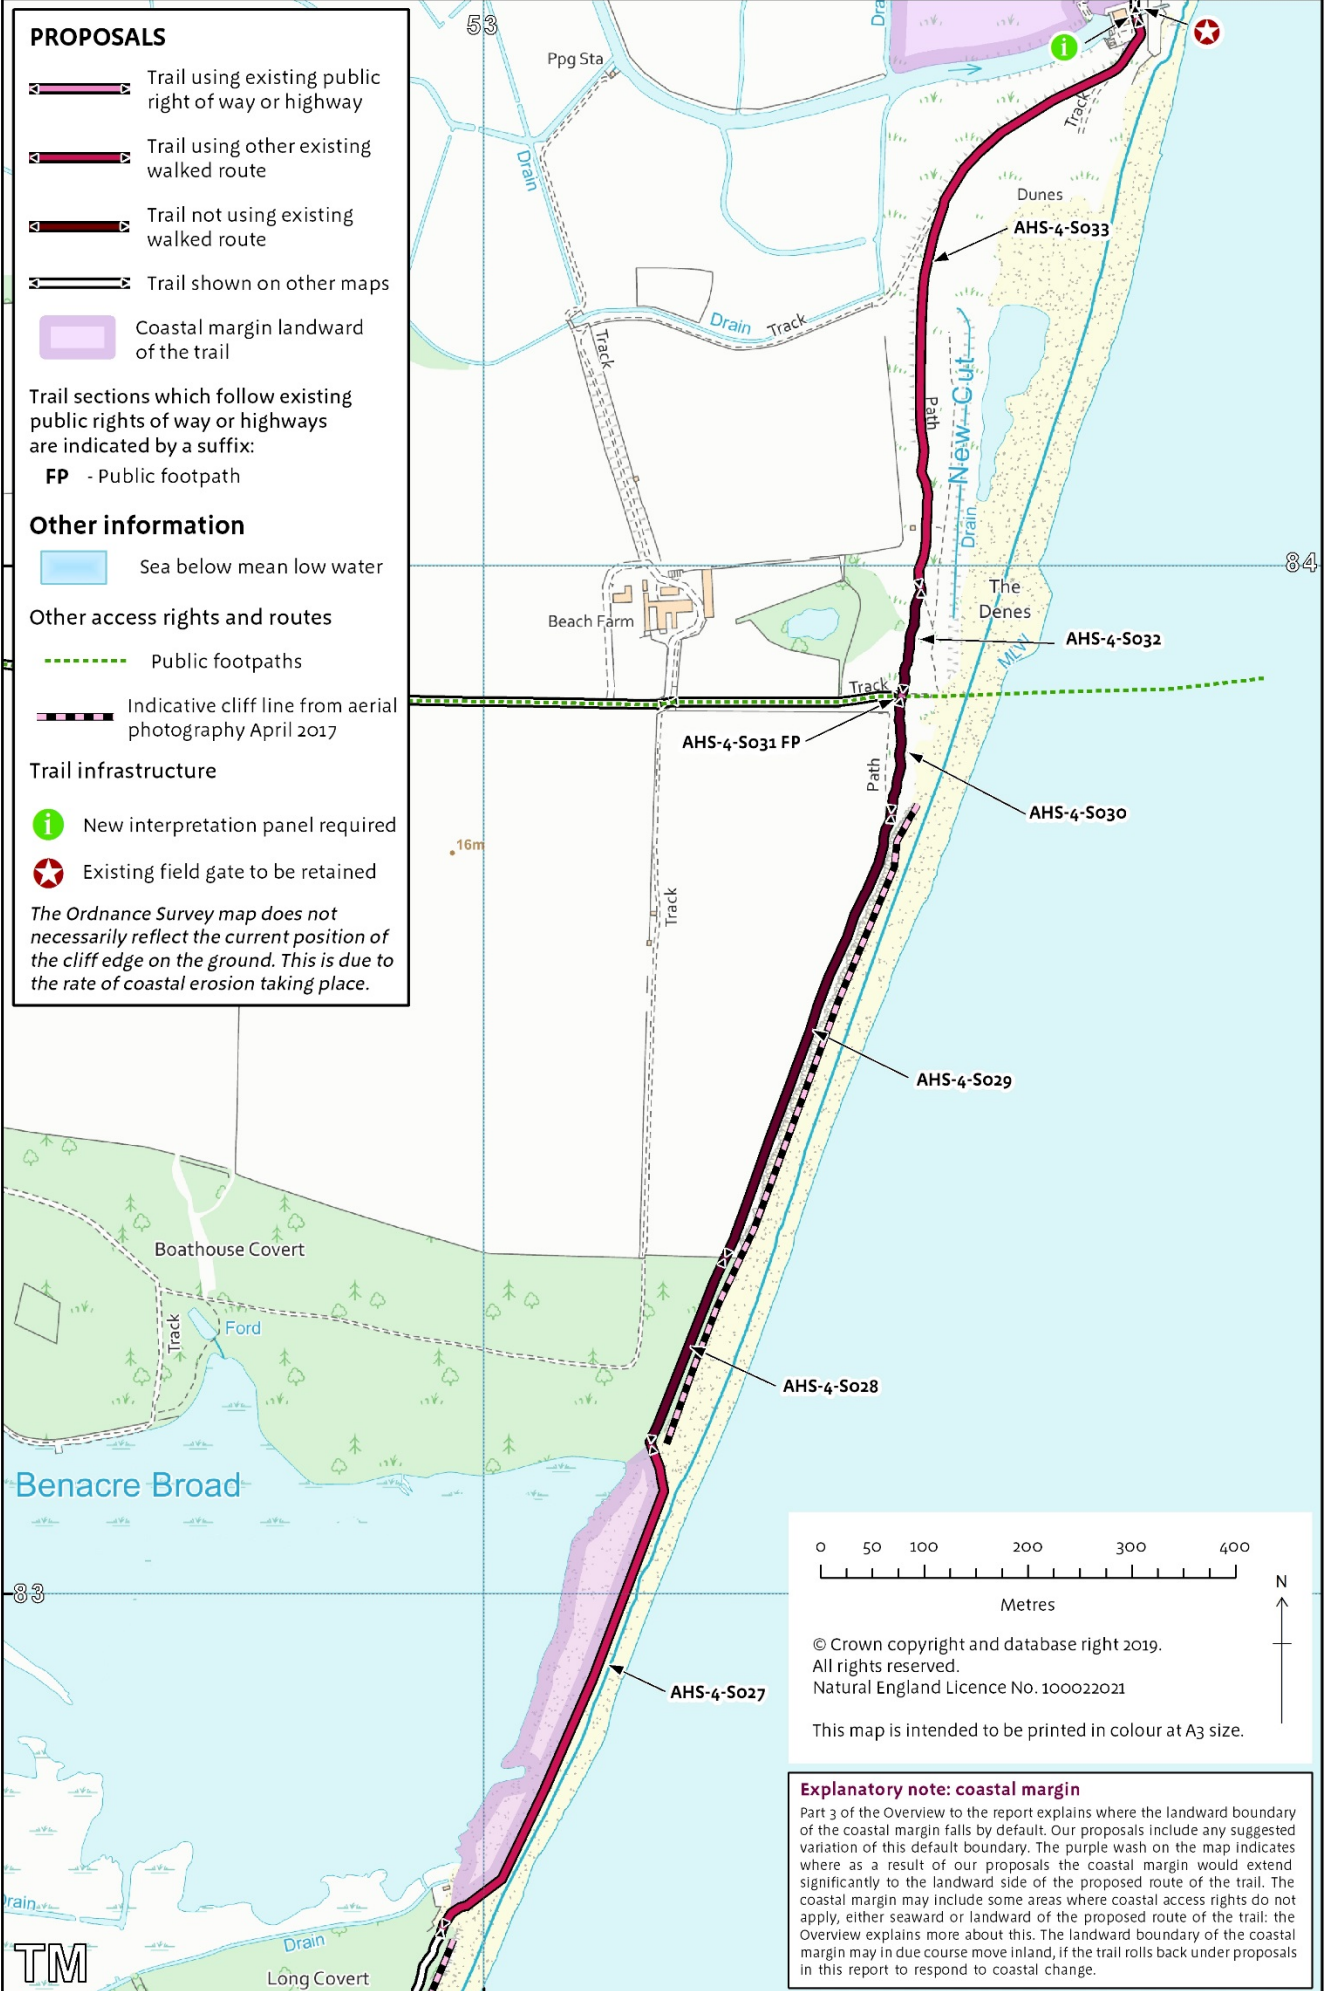 PROPOSALS
Trail using existing public
right of way or highway
Trail using other existing
walked route
Trail not using existing
walked route
Trail shown on other maps
Coastal margin landward
of the trail
Trail sections which follow existing
public rights of way or highways
are indicated by a suffix:
FP - Public footpath
Other information
Sea below mean low water
Other access rights and routes
Public footpaths
Indicative cliff line from aerial
photography April 2017
Trail infrastructure
i New interpretation panel required
Existing field gate to be retained
The Ordnance Survey map does not
necessarily reflect the current position of
the cliff edge on the ground. This is due to
the rate of coastal erosion taking place.
53
Ppg Sta
Drain
Drain
i
Track
Dunes
AHS-4-S033
Drain
Track
Track
Path
New Cut
Drain
84
The
Denes
Beach Farm
AHS-4-S032
MLW
Track
AHS-4-S031 FP
Path
AHS-4-S030
16m
Track
AHS-4-S029
Boathouse Covert
Track
Ford
AHS-4-S028
Benacre Broad
83
AHS-4-S027
Drain
Drain
TM
Long Covert
0 50 100 200 300 400
Metres
N
© Crown copyright and database right 2019.
All rights reserved.
Natural England Licence No. 100022021
This map is intended to be printed in colour at A3 size.
Explanatory note: coastal margin
Part 3 of the Overview to the report explains where the landward boundary
of the coastal margin falls by default. Our proposals include any suggested
variation of this default boundary. The purple wash on the map indicates
where as a result of our proposals the coastal margin would extend
significantly to the landward side of the proposed route of the trail. The
coastal margin may include some areas where coastal access rights do not
apply, either seaward or landward of the proposed route of the trail: the
Overview explains more about this. The landward boundary of the coastal
margin may in due course move inland, if the trail rolls back under proposals
in this report to respond to coastal change.